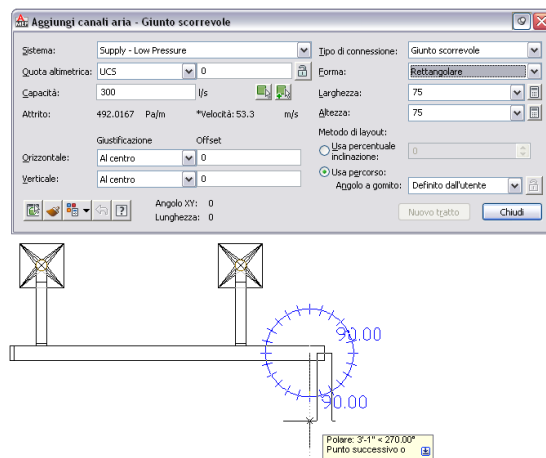 Aggiungi canali aria - Giunto scorrevole
Sistema: Supply - Low Pressure
Tipo di connessione: Giunto scorrevole
Quota altimetrica: UCS 0
Forma: Rettangolare
Capacità: 300 l/s
Larghezza: 75
Attrito: 492.0167 Pa/m *Velocità: 53.3 m/s
Altezza: 75
Giustificazione Offset
Metodo di layout:
Orizzontale: Al centro 0
Usa percentuale inclinazione: 0
Verticale: Al centro 0
Usa percorso:
Angolo a gomito: Definito dall'utente
Angolo XY: 0
Lunghezza: 0
Nuovo tratto Chiudi
90.00
90.00
Polare: 3'-1" < 270.00°
Punto successivo o